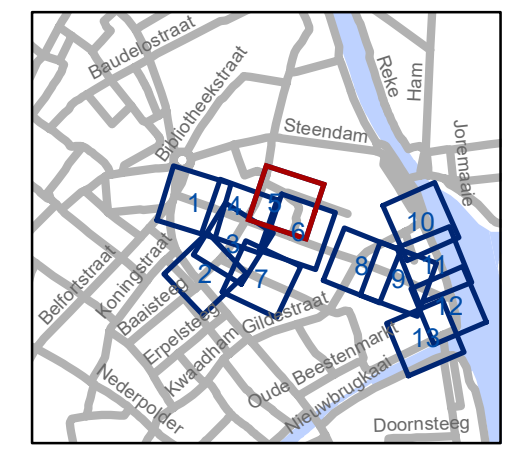 Baudelostraat
Bibliotheekstraat
Reke
Ham
Steendam
Joremaaie
1
4
5
6
10
3
2
7
8
9
11
12
13
Belfortstraat
Koningstraat
Baaisteeg
Erpelsteeg
Kwaadham
Gildestraat
Oude Beestenmarkt
Nieuwbrugkaai
Nederpolder
Doornsteeg